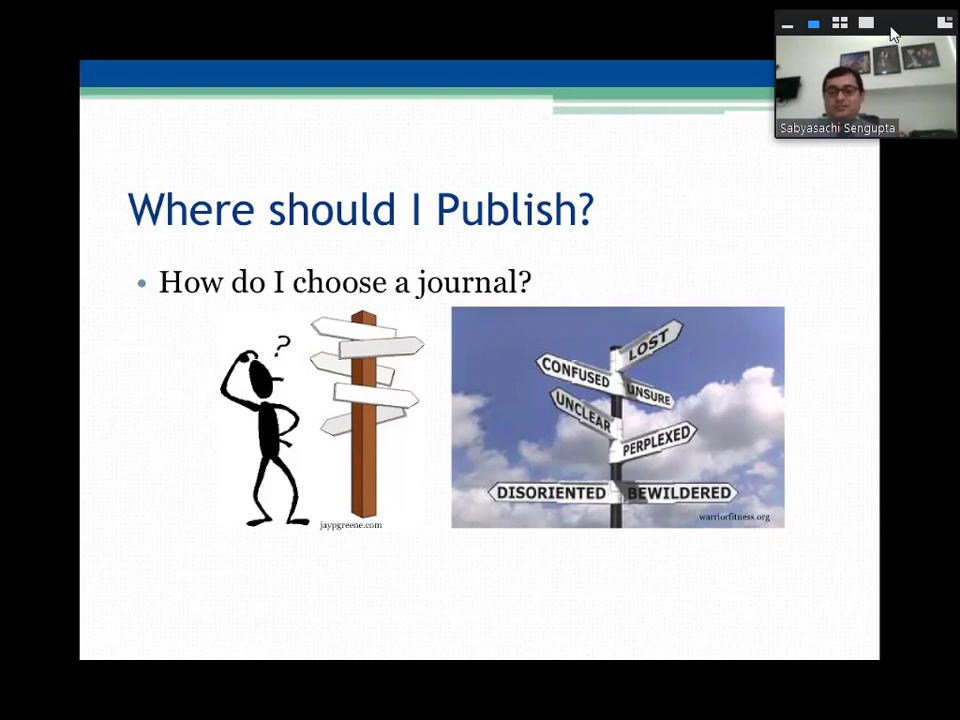 Sabyasachi Sengupta
Where should I Publish?
• How do I choose a journal?
?
LOST
CONFUSED
UNSURE
UNCLEAR
PERPLEXED
DISORIENTED
BEWILDERED
jaypgreene.com
warriorfitness.org